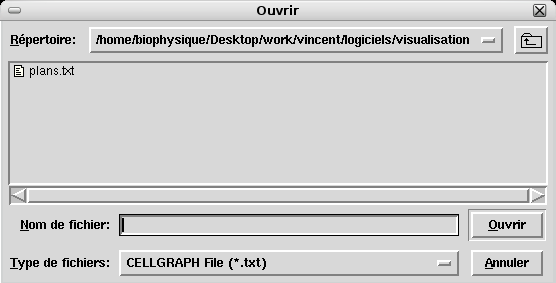 Ouvrir
Répertoire: /home/biophysique/Desktop/work/vincent/logiciels/visualisation
plans.txt
Nom de fichier: Ouvrir
Type de fichiers: CELLGRAPH File (*.txt) Annuler